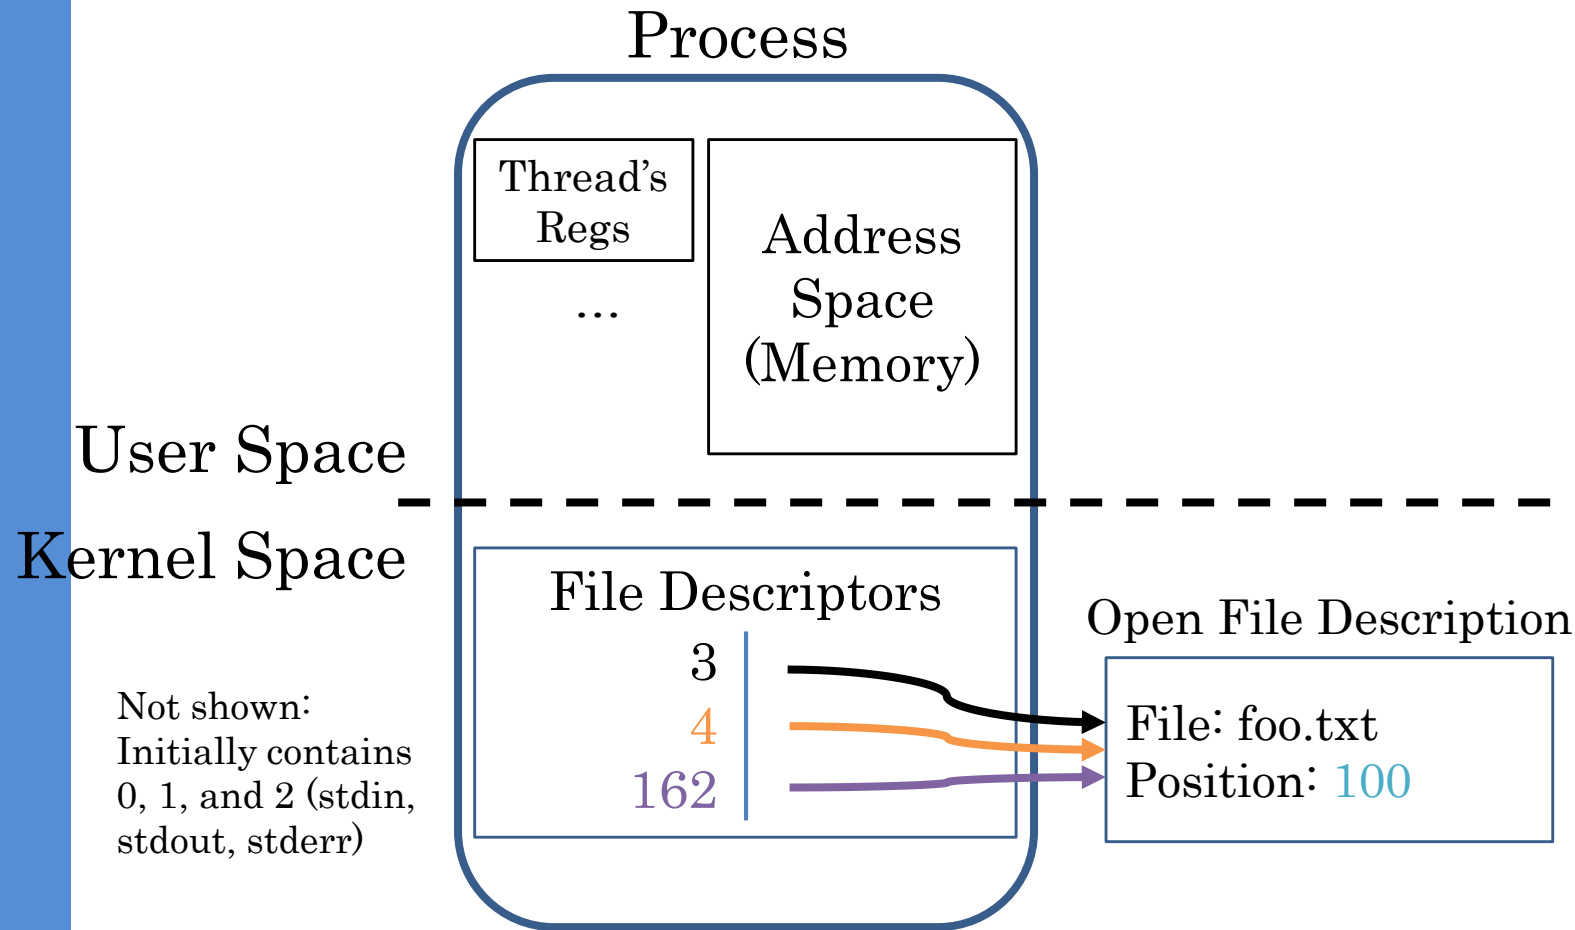 Process
Thread’s
Regs
...
Address
Space
(Memory)
User Space
Kernel Space
File Descriptors
3
4
162
Not shown:
Initially contains
0, 1, and 2 (stdin,
stdout, stderr)
Open File Description
File: foo.txt
Position: 100